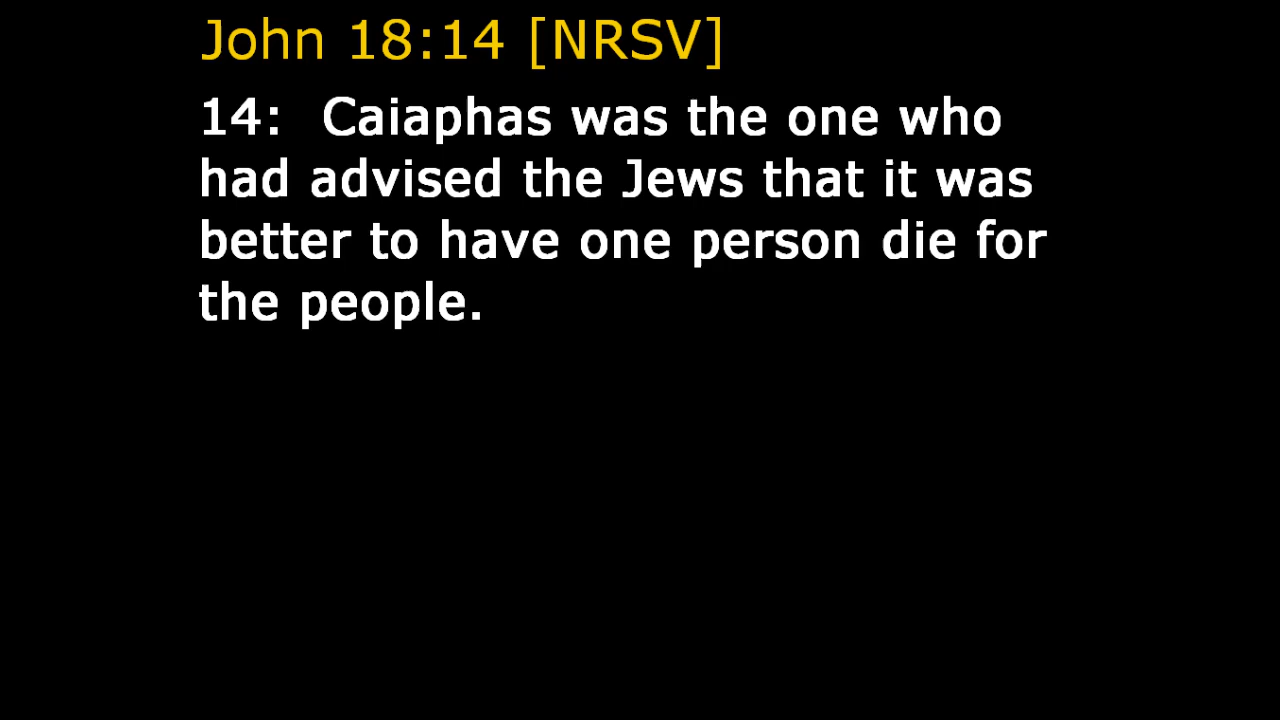 John 18:14 [NRSV]
14:  Caiaphas was the one who
had advised the Jews that it was
better to have one person die for
the people.